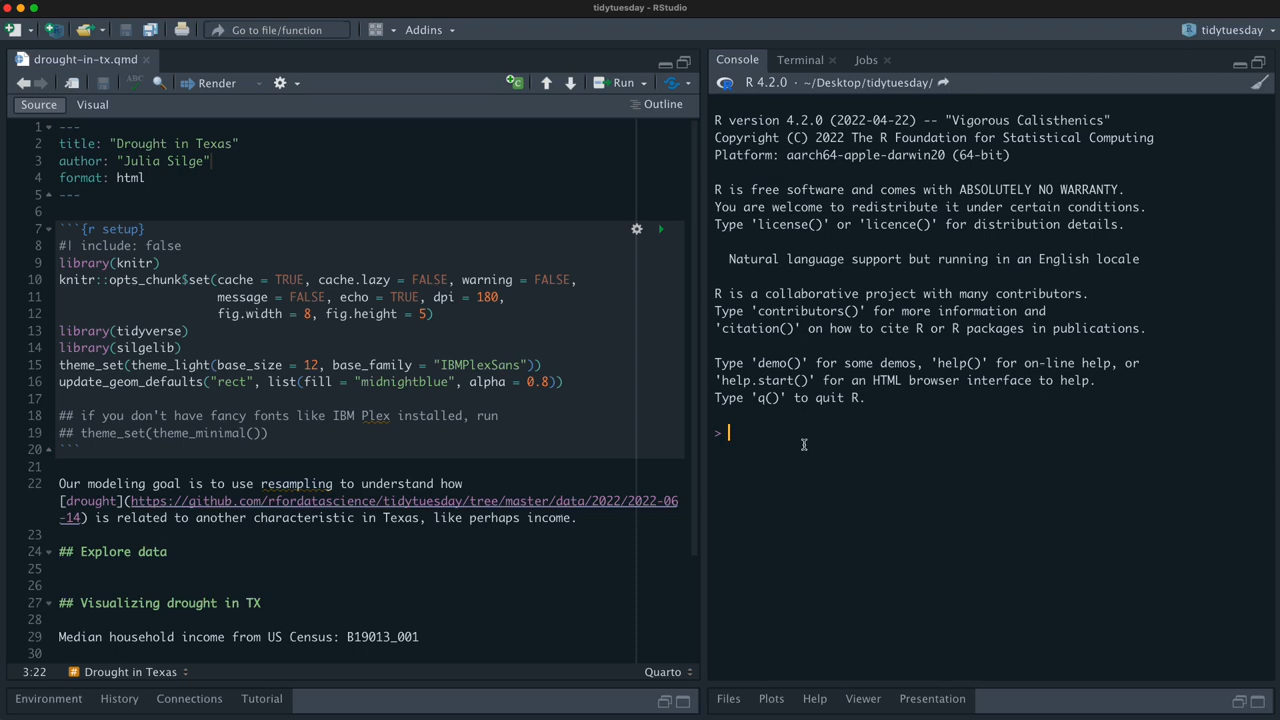 tidytuesday - RStudio
Go to file/function
Addins
tidytuesday
drought-in-tx.qmd
Render
Run
Source
Visual
Outline
1 ---
2 title: "Drought in Texas"
3 author: "Julia Silge"
4 format: html
5 ---
6
7 ```{r setup}
8 #| include: false
9 library(knitr)
10 knitr::opts_chunk$set(cache = TRUE, cache.lazy = FALSE, warning = FALSE,
11 message = FALSE, echo = TRUE, dpi = 180,
12 fig.width = 8, fig.height = 5)
13 library(tidyverse)
14 library(silgelib)
15 theme_set(theme_light(base_size = 12, base_family = "IBMPlexSans"))
16 update_geom_defaults("rect", list(fill = "midnightblue", alpha = 0.8))
17
18 ## if you don't have fancy fonts like IBM Plex installed, run
19 ## theme_set(theme_minimal())
20 ```
21
22 Our modeling goal is to use resampling to understand how
[drought](https://github.com/rfordatascience/tidytuesday/tree/master/data/2022/2022-06
-14) is related to another characteristic in Texas, like perhaps income.
23
24 ## Explore data
25
26
27 ## Visualizing drought in TX
28
29 Median household income from US Census: B19013_001
30
3:22
# Drought in Texas
Quarto
Environment
History
Connections
Tutorial
Console
Terminal
Jobs
R 4.2.0 · ~/Desktop/tidytuesday/
R version 4.2.0 (2022-04-22) -- "Vigorous Calisthenics"
Copyright (C) 2022 The R Foundation for Statistical Computing
Platform: aarch64-apple-darwin20 (64-bit)
R is free software and comes with ABSOLUTELY NO WARRANTY.
You are welcome to redistribute it under certain conditions.
Type 'license()' or 'licence()' for distribution details.
Natural language support but running in an English locale
R is a collaborative project with many contributors.
Type 'contributors()' for more information and
'citation()' on how to cite R or R packages in publications.
Type 'demo()' for some demos, 'help()' for on-line help, or
'help.start()' for an HTML browser interface to help.
Type 'q()' to quit R.
>
Files
Plots
Help
Viewer
Presentation